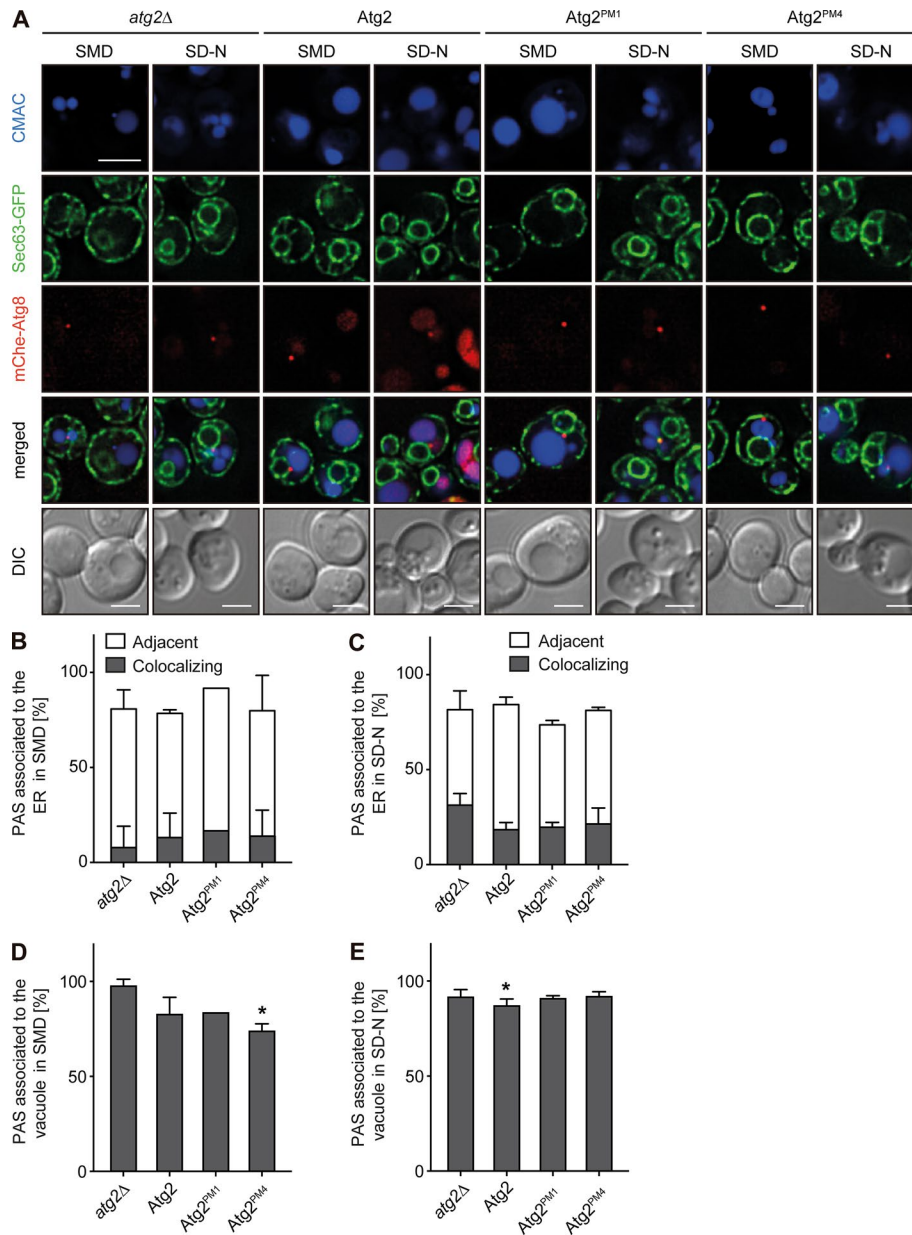 A
atg2Δ Atg2 Atg2PM1 Atg2PM4
SMD SD-N SMD SD-N SMD SD-N SMD SD-N
CMAC
Sec63-GFP
mChe-Atg8
merged
DIC
B
Adjacent
Colocalizing
PAS associated to the
ER in SMD [%]
100
50
0
atg2Δ Atg2 Atg2PM1 Atg2PM4
C
Adjacent
Colocalizing
PAS associated to the
ER in SD-N [%]
100
50
0
atg2Δ Atg2 Atg2PM1 Atg2PM4
D
PAS associated to the
vacuole in SMD [%]
100
50
0
*
atg2Δ Atg2 Atg2PM1 Atg2PM4
E
PAS associated to the
vacuole in SD-N [%]
100
50
0
*
atg2Δ Atg2 Atg2PM1 Atg2PM4